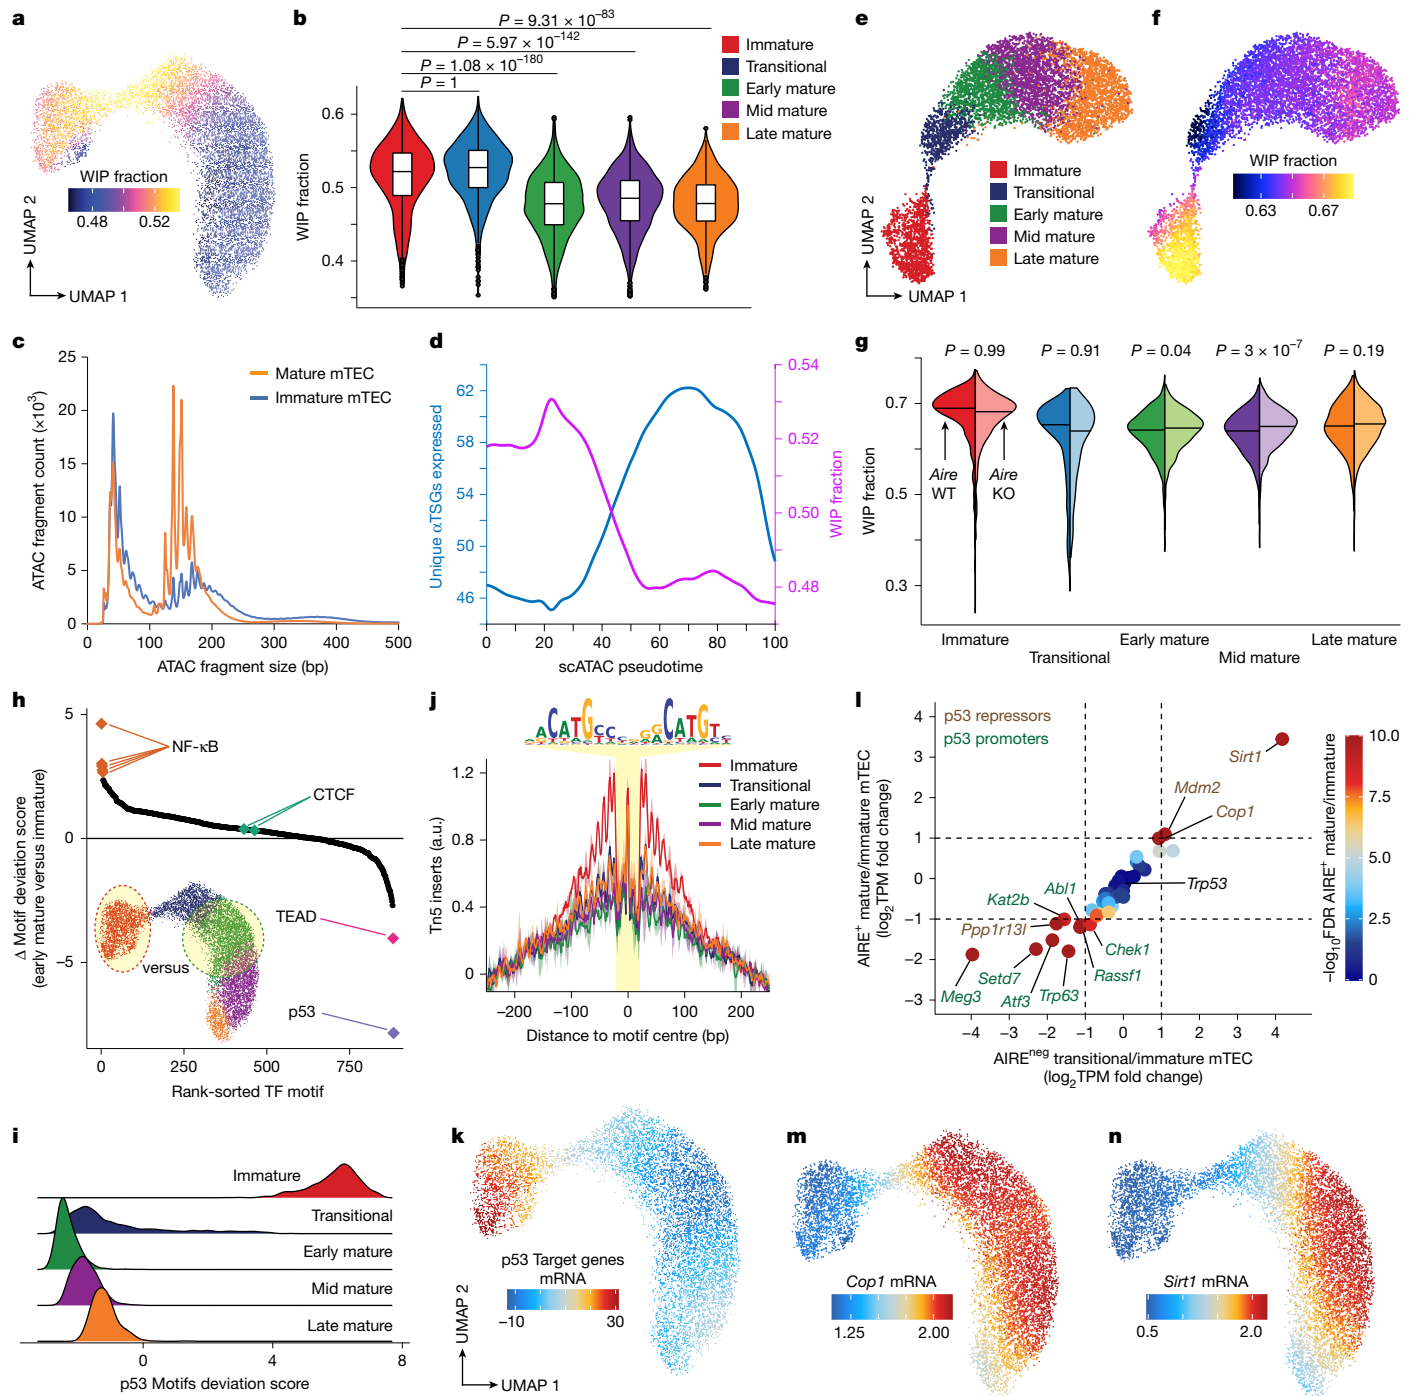 a
WIP fraction
0.48 0.52
UMAP 2
UMAP 1
b
P = 9.31 × 10⁻⁸³
P = 5.97 × 10⁻¹⁴²
P = 1.08 × 10⁻¹⁸⁰
P = 1
WIP fraction
0.6
0.5
0.4
Immature
Transitional
Early mature
Mid mature
Late mature
e
UMAP 2
UMAP 1
Immature
Transitional
Early mature
Mid mature
Late mature
f
WIP fraction
0.63 0.67
c
ATAC fragment count (×10³)
25
20
15
10
5
0
Mature mTEC
Immature mTEC
0 100 200 300 400 500
ATAC fragment size (bp)
d
Unique αTSGs expressed
62
58
54
50
46
0.54
0.52
0.50
0.48
WIP fraction
0 20 40 60 80 100
scATAC pseudotime
g
P = 0.99 P = 0.91 P = 0.04 P = 3 × 10⁻⁷ P = 0.19
WIP fraction
0.7
0.5
0.3
Aire
WT
Aire
KO
Immature
Transitional
Early mature
Mid mature
Late mature
h
Δ Motif deviation score
(early mature versus immature)
5
0
−5
NF-κB
CTCF
TEAD
p53
versus
0 250 500 750
Rank-sorted TF motif
j
ACATGCCC GGCATGTC
Tn5 inserts (a.u.)
1.2
0.8
0.4
0
Immature
Transitional
Early mature
Mid mature
Late mature
−200 −100 0 100 200
Distance to motif centre (bp)
l
p53 repressors
p53 promoters
AIRE⁺ mature/immature mTEC
(log₂TPM fold change)
4
3
2
1
0
−1
−2
−3
Sirt1
Mdm2
Cop1
Trp53
Abl1
Kat2b
Ppp1r13l
Chek1
Rassf1
Setd7
Meg3
Atf3
Trp63
−4 −3 −2 −1 0 1 2 3 4
AIREⁿᵉᵍ transitional/immature mTEC
(log₂TPM fold change)
10.0
7.5
5.0
2.5
0
−log₁₀FDR AIRE⁺ mature/immature
i
Immature
Transitional
Early mature
Mid mature
Late mature
0 4 8
p53 Motifs deviation score
k
p53 Target genes
mRNA
−10 30
UMAP 2
UMAP 1
m
Cop1 mRNA
1.25 2.00
n
Sirt1 mRNA
0.5 2.0